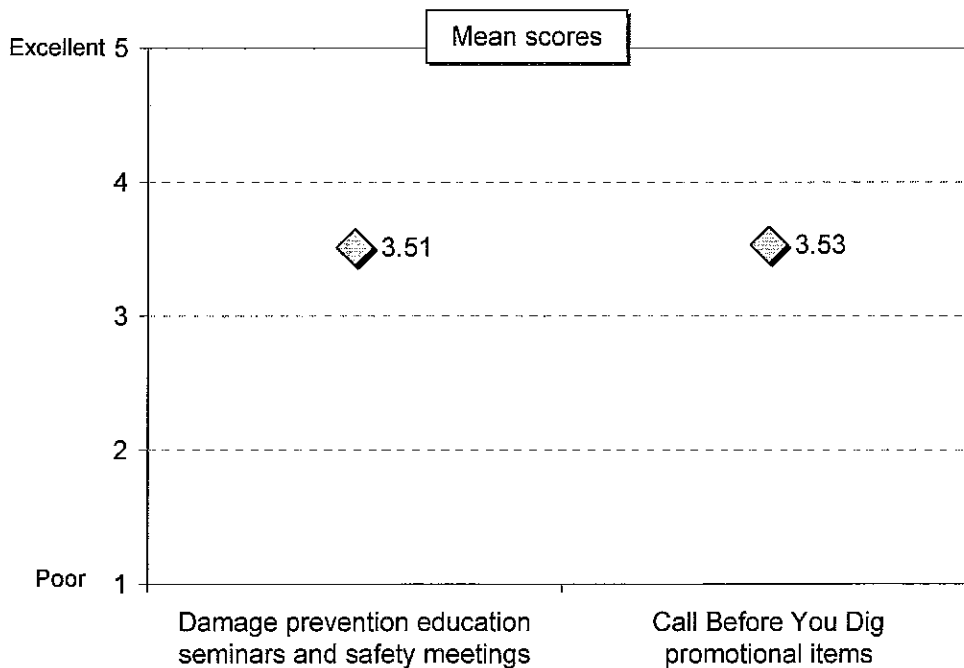 Mean scores
Excellent 5
4
3.51
3.53
3
2
Poor 1
Damage prevention education
seminars and safety meetings
Call Before You Dig
promotional items